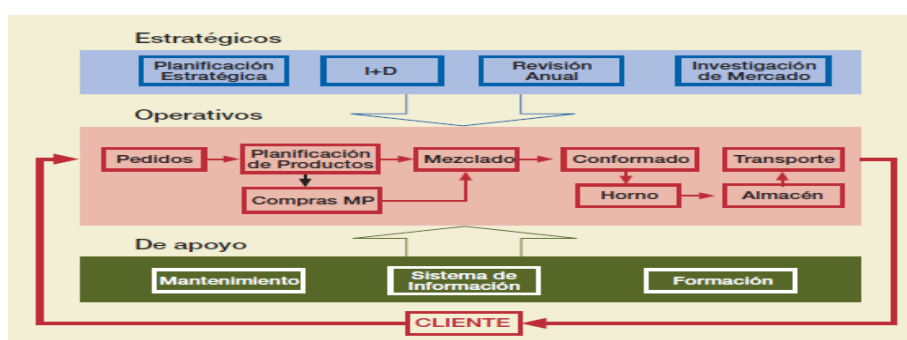 Estratégicos
Planificación
Estratégica
I+D
Revisión
Anual
Investigación
de Mercado
Operativos
Pedidos
Planificación
de Productos
Mezclado
Conformado
Transporte
Compras MP
Horno
Almacén
De apoyo
Mantenimiento
Sistema de
Información
Formación
CLIENTE